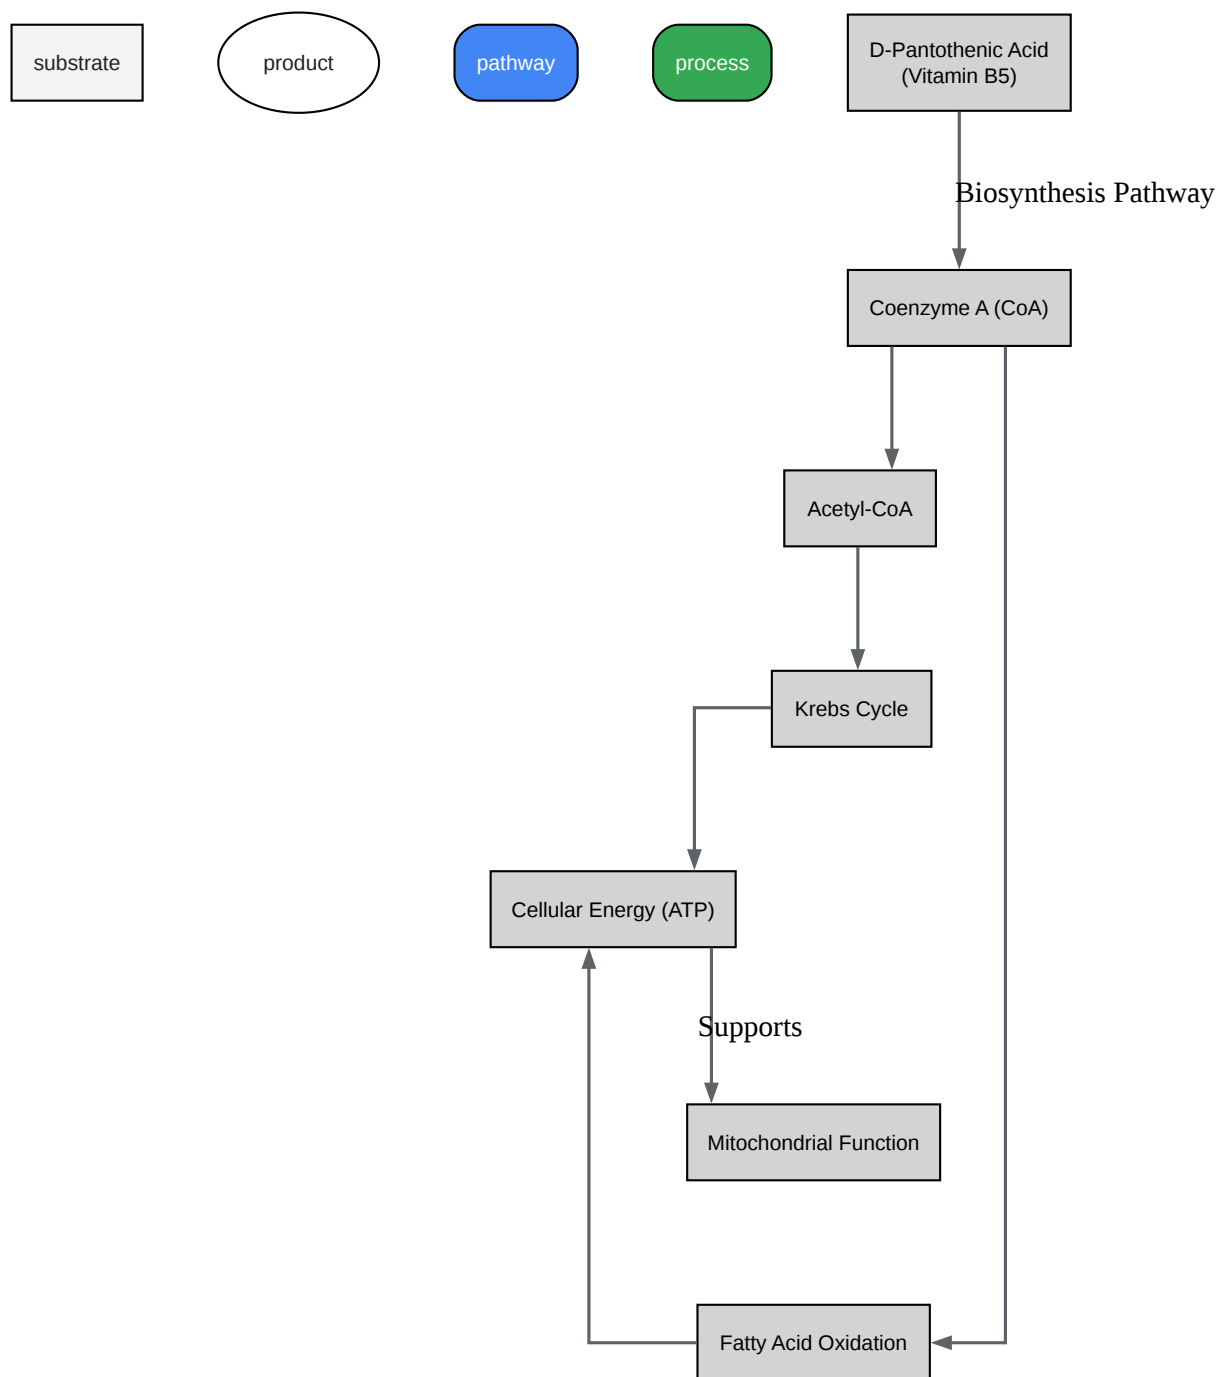 substrate
product
pathway
process
D-Pantothenic Acid
(Vitamin B5)
Biosynthesis Pathway
Coenzyme A (CoA)
Acetyl-CoA
Krebs Cycle
Cellular Energy (ATP)
Supports
Mitochondrial Function
Fatty Acid Oxidation